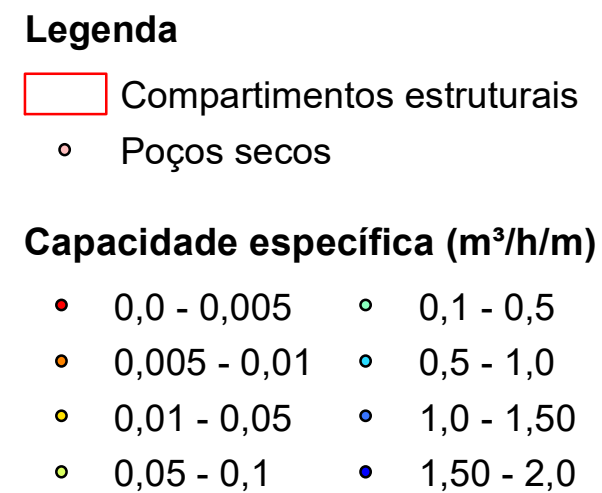 Legenda
Compartimentos estruturais
Poços secos
Capacidade específica (m³/h/m)
0,0 - 0,005
0,005 - 0,01
0,01 - 0,05
0,05 - 0,1
0,1 - 0,5
0,5 - 1,0
1,0 - 1,50
1,50 - 2,0